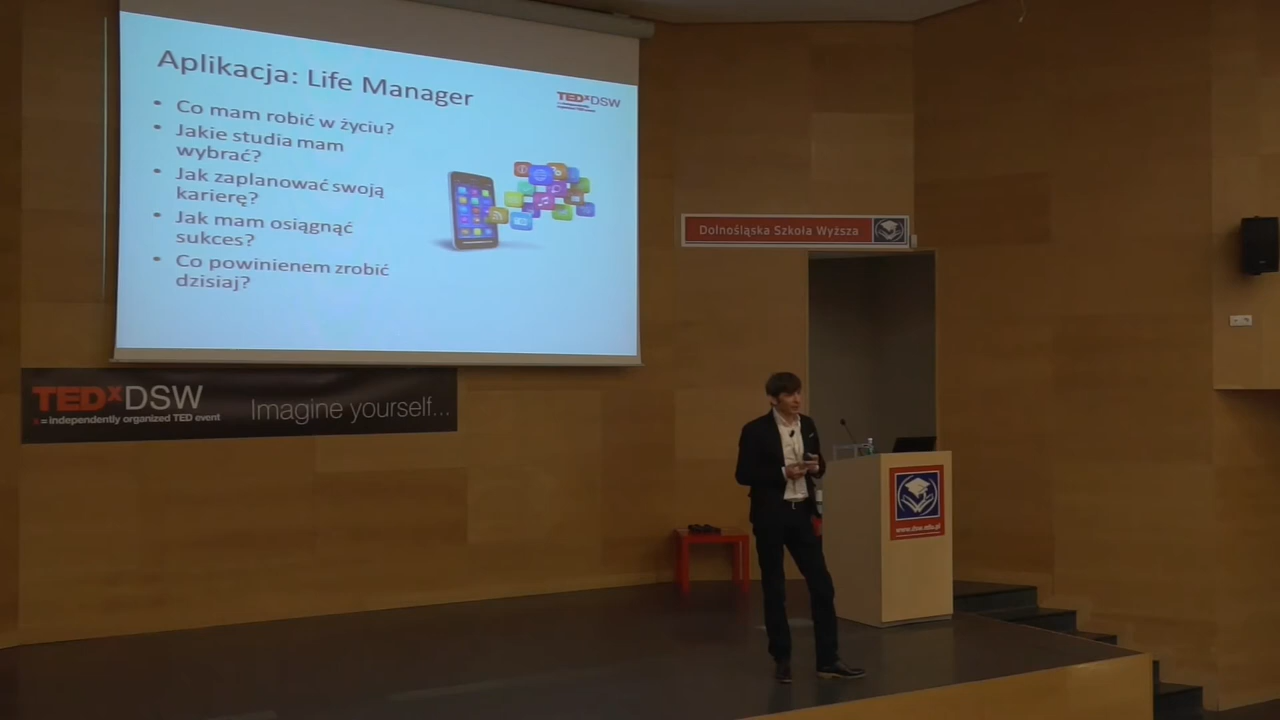 Aplikacja: Life Manager
TEDxDSW
• Co mam robić w życiu?
• Jakie studia mam
wybrać?
• Jak zaplanować swoją
karierę?
• Jak mam osiągnąć
sukces?
• Co powinienem zrobić
dzisiaj?
Dolnośląska Szkoła Wyższa
TEDxDSW
x = independently organized TED event
Imagine yourself...
www.dsw.edu.pl